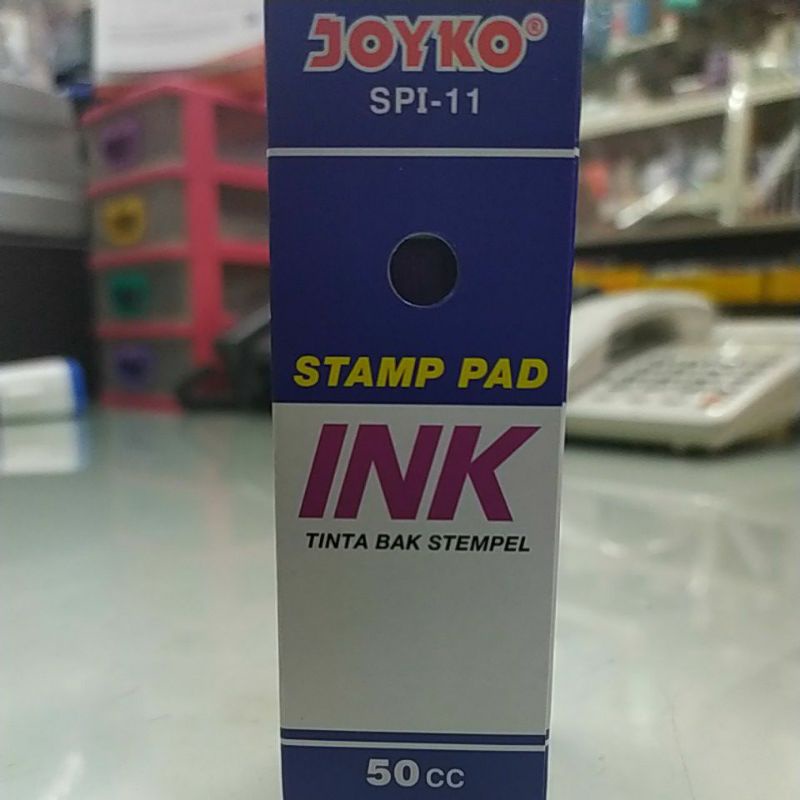 JOYKO®
SPI-11
STAMP PAD
INK
TINTA BAK STEMPEL
50 CC